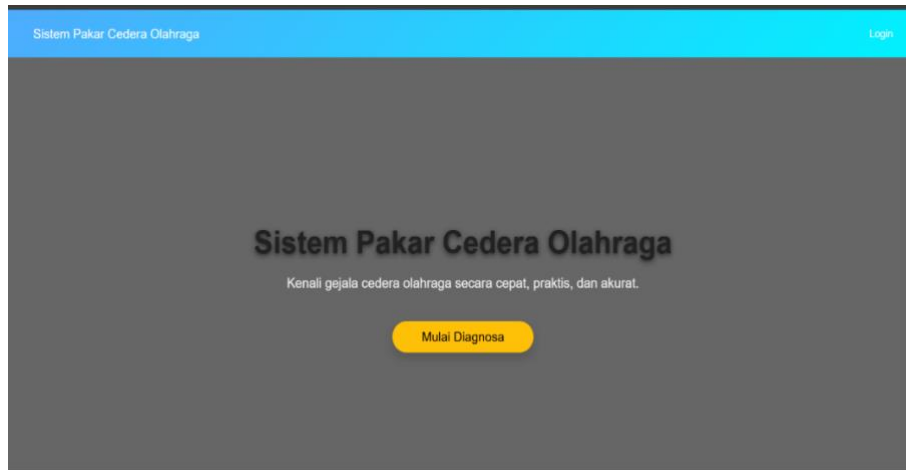 Sistem Pakar Cedera Olahraga
Login
Sistem Pakar Cedera Olahraga
Kenali gejala cedera olahraga secara cepat, praktis, dan akurat.
Mulai Diagnosa